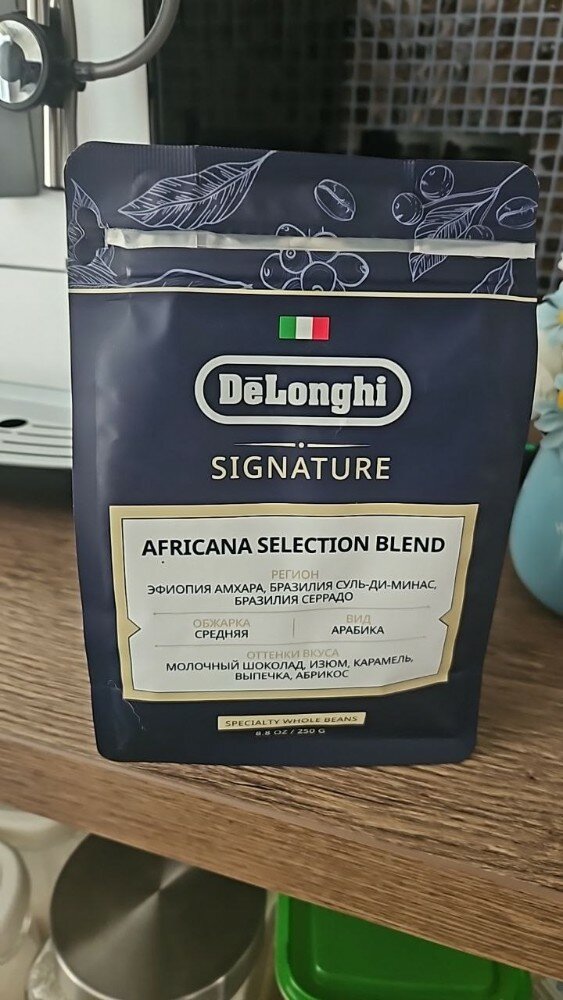 DēLonghi
SIGNATURE
AFRICANA SELECTION BLEND
РЕГИОН
ЭФИОПИЯ АМХАРА, БРАЗИЛИЯ СУЛЬ-ДИ-МИНАС,
БРАЗИЛИЯ СЕРРАДО
ОБЖАРКА ВИД
СРЕДНЯЯ АРАБИКА
ОТТЕНКИ ВКУСА
МОЛОЧНЫЙ ШОКОЛАД, ИЗЮМ, КАРАМЕЛЬ,
ВЫПЕЧКА, АБРИКОС
SPECIALTY WHOLE BEANS
8.8 OZ / 250 G